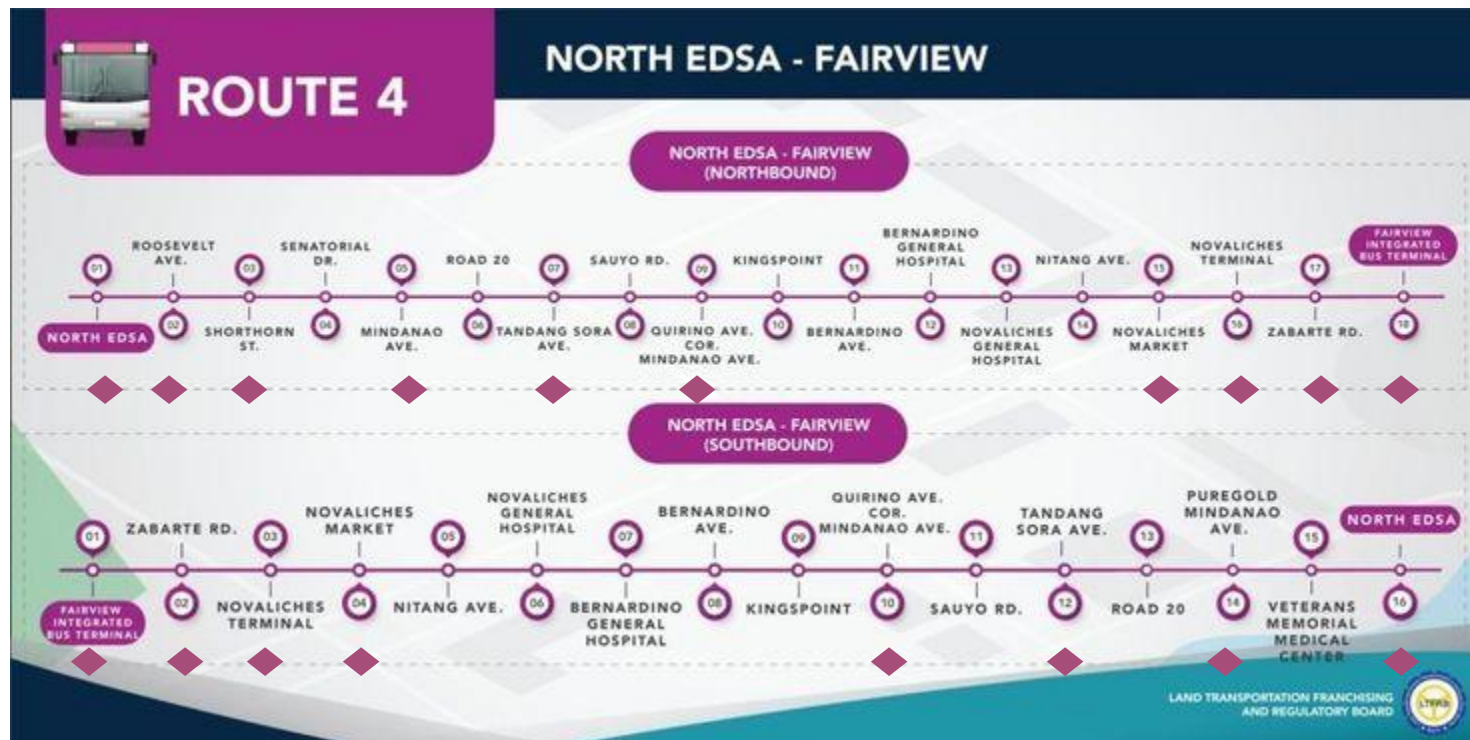 ROUTE 4
NORTH EDSA - FAIRVIEW
NORTH EDSA - FAIRVIEW
(NORTHBOUND)
01
NORTH EDSA
ROOSEVELT
AVE.
02
03
SHORTHORN
ST.
SENATORIAL
DR.
04
05
MINDANAO
AVE.
ROAD 20
06
07
TANDANG SORA
AVE.
SAUYO RD.
08
09
QUIRINO AVE.
COR.
MINDANAO AVE.
KINGSPOINT
10
11
BERNARDINO
AVE.
BERNARDINO
GENERAL
HOSPITAL
12
13
NOVALICHES
GENERAL
HOSPITAL
NITANG AVE.
14
15
NOVALICHES
MARKET
NOVALICHES
TERMINAL
16
17
ZABARTE RD.
FAIRVIEW
INTEGRATED
BUS TERMINAL
18
NORTH EDSA - FAIRVIEW
(SOUTHBOUND)
01
FAIRVIEW
INTEGRATED
BUS TERMINAL
ZABARTE RD.
02
03
NOVALICHES
TERMINAL
NOVALICHES
MARKET
04
05
NITANG AVE.
NOVALICHES
GENERAL
HOSPITAL
06
07
BERNARDINO
GENERAL
HOSPITAL
BERNARDINO
AVE.
08
09
KINGSPOINT
QUIRINO AVE.
COR.
MINDANAO AVE.
10
11
SAUYO RD.
TANDANG
SORA AVE.
12
13
ROAD 20
PUREGOLD
MINDANAO
AVE.
14
15
VETERANS
MEMORIAL
MEDICAL
CENTER
NORTH EDSA
16
LAND TRANSPORTATION FRANCHISING
AND REGULATORY BOARD
LTFRB